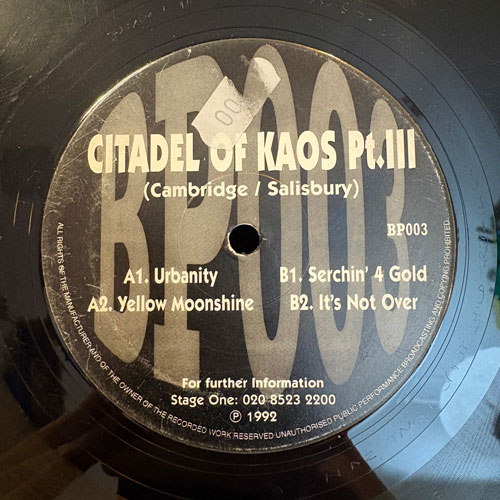 BP003
00
CITADEL OF KAOS Pt.III
(Cambridge / Salisbury)
BP003
A1. Urbanity
B1. Serchin' 4 Gold
A2. Yellow Moonshine
B2. It's Not Over
For further Information
Stage One: 020 8523 2200
℗ 1992
ALL RIGHTS OF THE MANUFACTURER AND OF THE OWNER OF THE RECORDED WORK RESERVED UNAUTHORISED PUBLIC PERFORMANCE BROADCASTING AND COPYING PROHIBITED